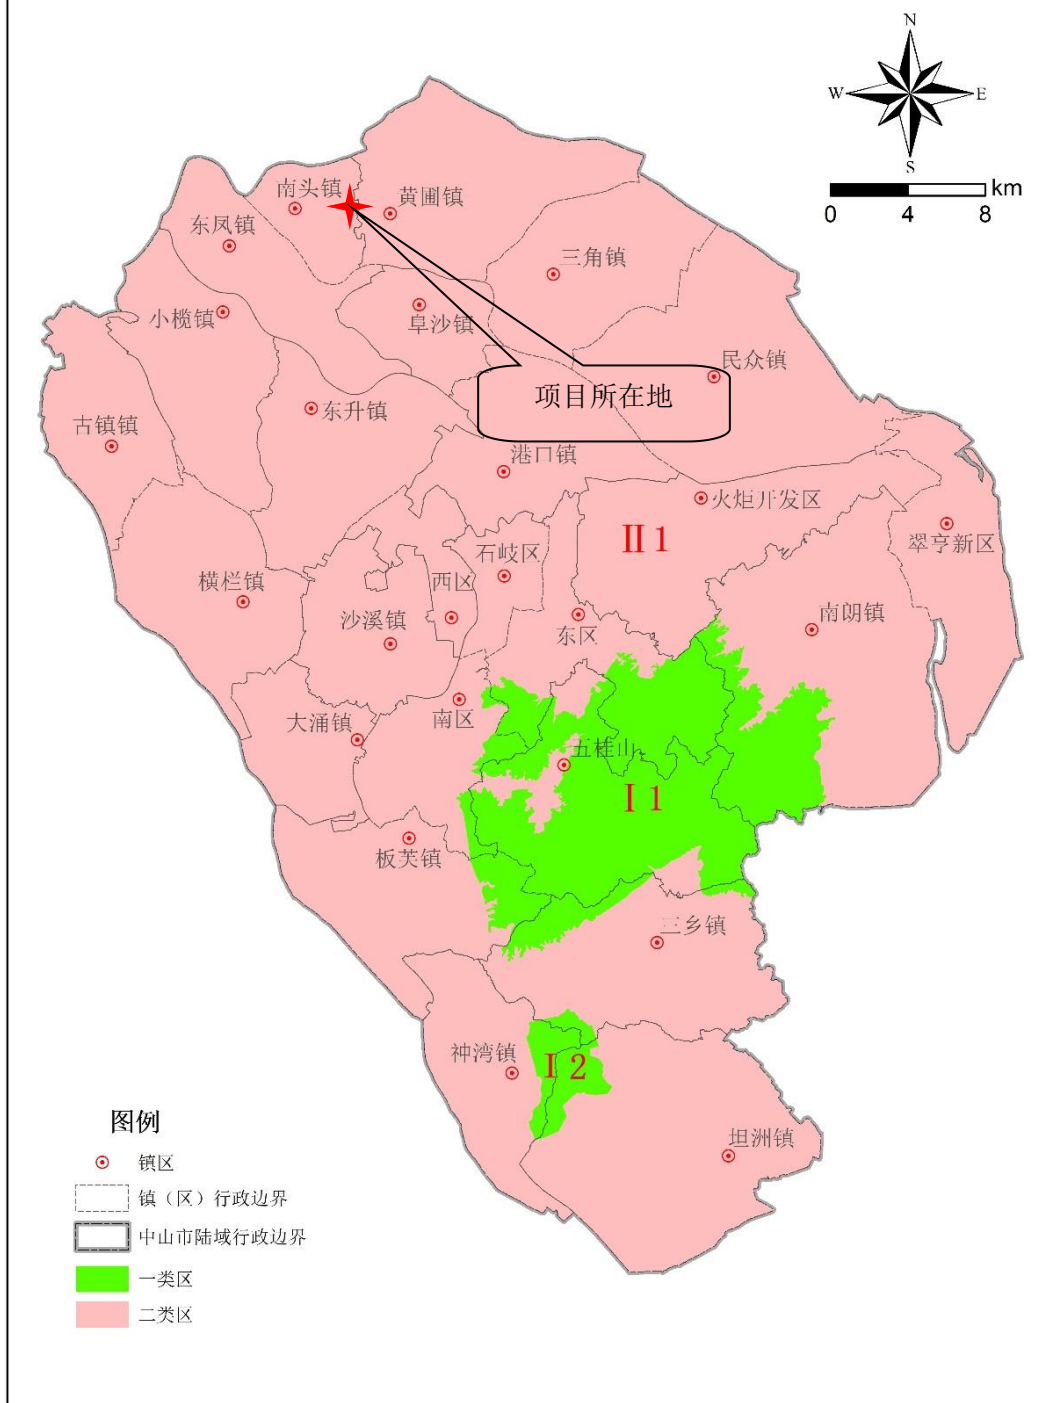 N
W
E
S
km
0
4
8
南头镇
黄圃镇
东凤镇
三角镇
小榄镇
阜沙镇
民众镇
项目所在地
古镇镇
东升镇
港口镇
火炬开发区
II 1
翠亨新区
石岐区
横栏镇
西区
沙溪镇
东区
南朗镇
大涌镇
南区
五桂山
I 1
板芙镇
三乡镇
神湾镇
I 2
坦洲镇
图例
镇区
镇（区）行政边界
中山市陆域行政边界
一类区
二类区